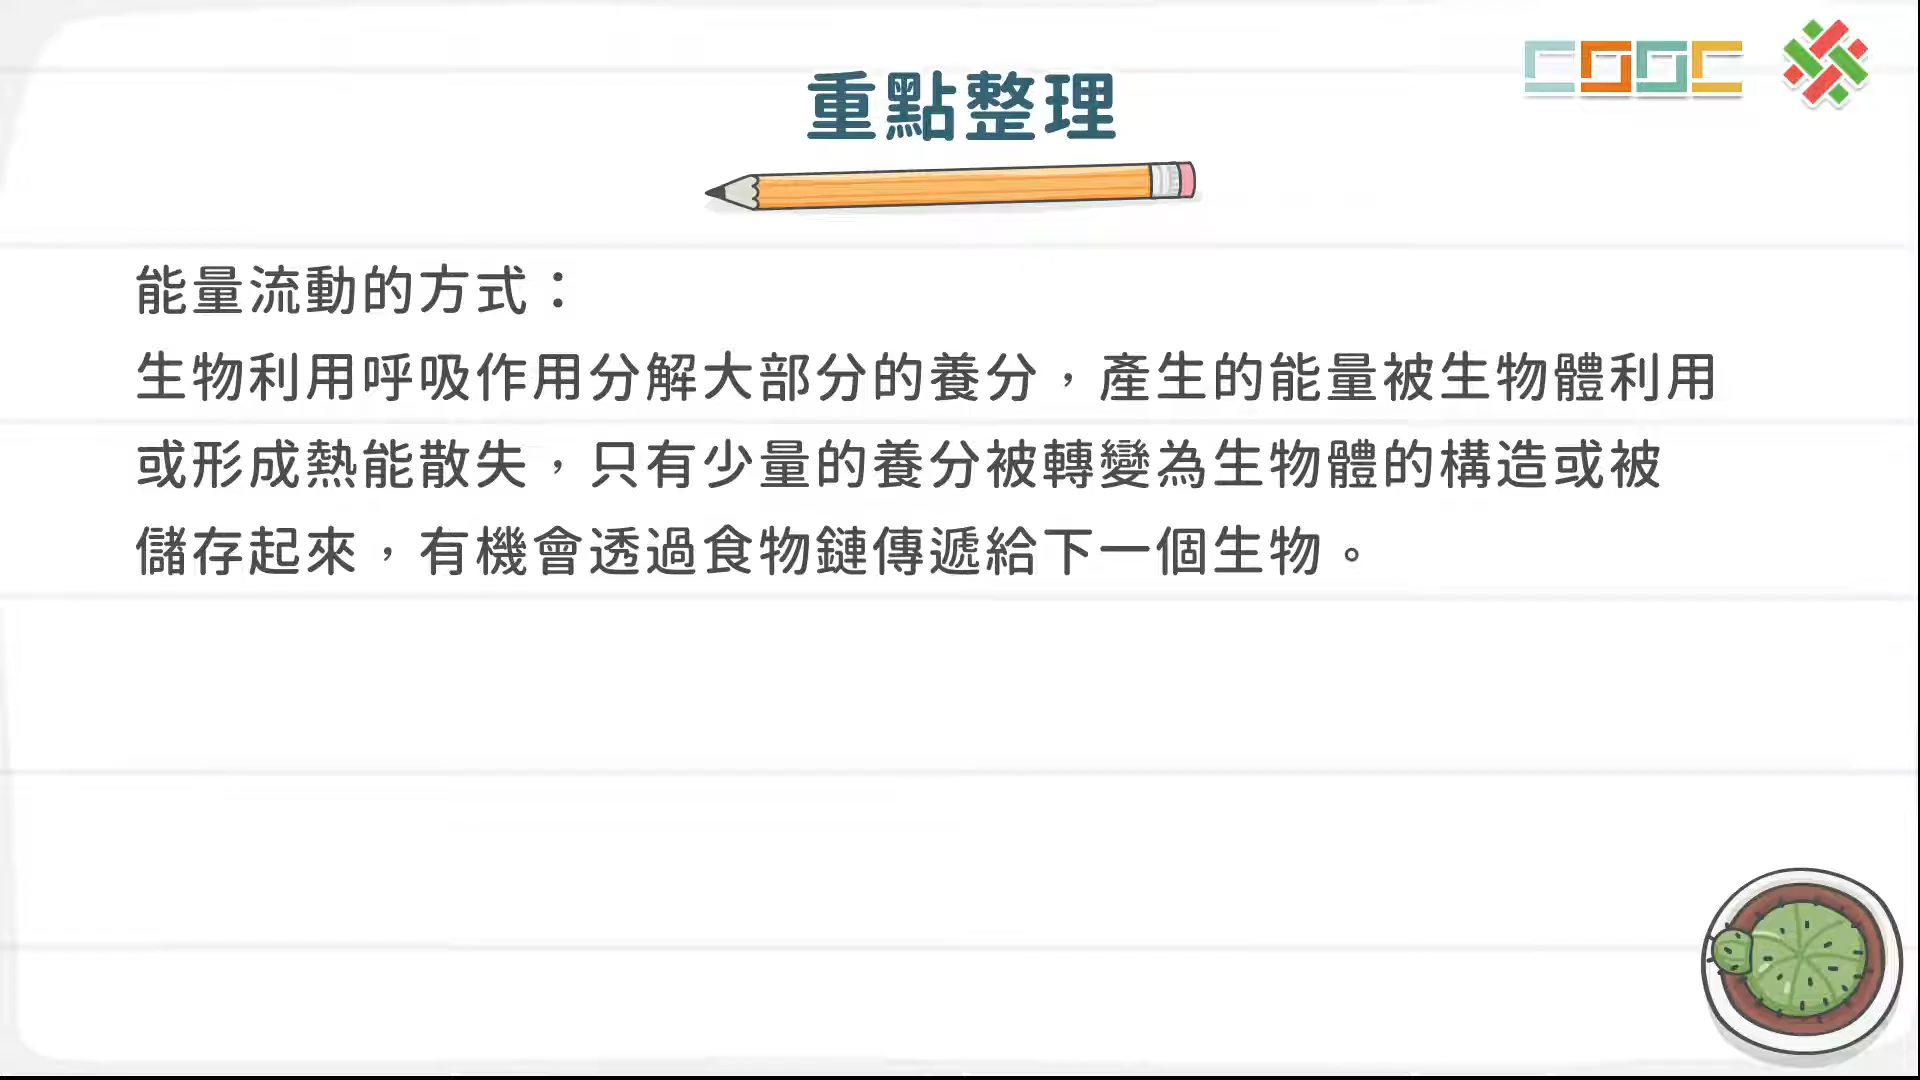 COOC
重點整理
能量流動的方式：
生物利用呼吸作用分解大部分的養分，產生的能量被生物體利用
或形成熱能散失，只有少量的養分被轉變為生物體的構造或被
儲存起來，有機會透過食物鏈傳遞給下一個生物。